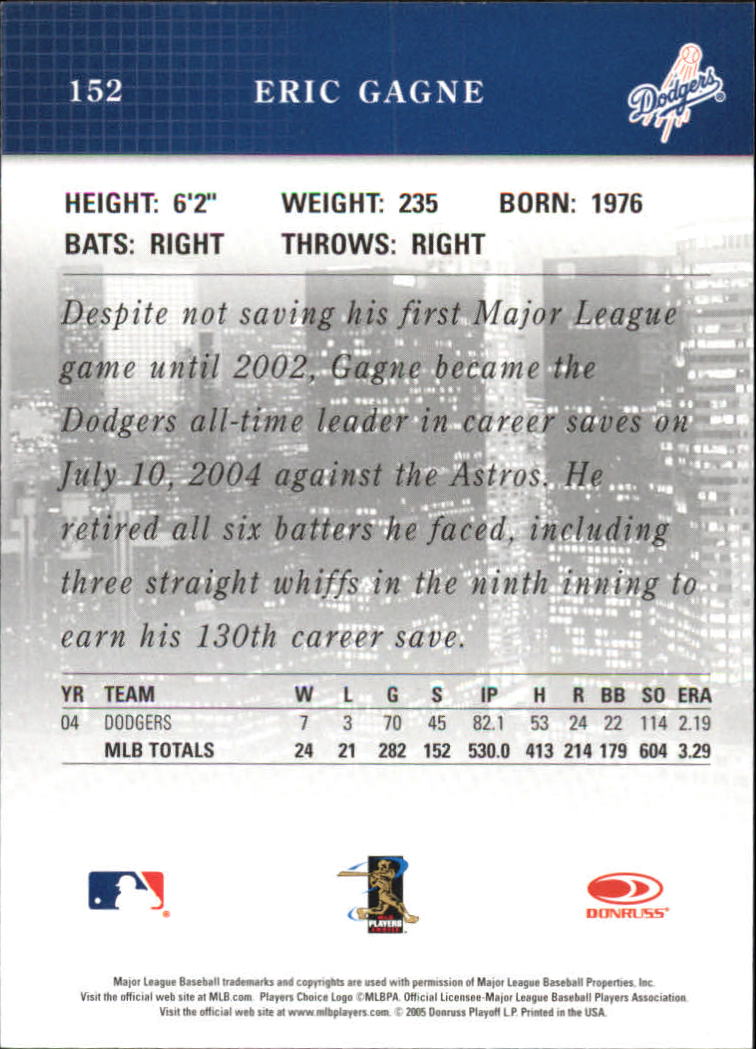 152 ERIC GAGNE
Dodgers
HEIGHT: 6'2" WEIGHT: 235 BORN: 1976
BATS: RIGHT THROWS: RIGHT
Despite not saving his first Major League
game until 2002, Gagne became the
Dodgers all-time leader in career saves on
July 10, 2004 against the Astros. He
retired all six batters he faced, including
three straight whiffs in the ninth inning to
earn his 130th career save.
YR TEAM W L G S IP H R BB SO ERA
04 DODGERS 7 3 70 45 82.1 53 24 22 114 2.19
MLB TOTALS 24 21 282 152 530.0 413 214 179 604 3.29
MLB
PLAYERS
CHOICE
DONRUSS
Major League Baseball trademarks and copyrights are used with permission of Major League Baseball Properties, Inc.
Visit the official web site at MLB.com. Players Choice Logo ©MLBPA. Official Licensee-Major League Baseball Players Association.
Visit the official web site at www.mlbplayers.com. © 2005 Donruss Playoff L.P. Printed in the USA.